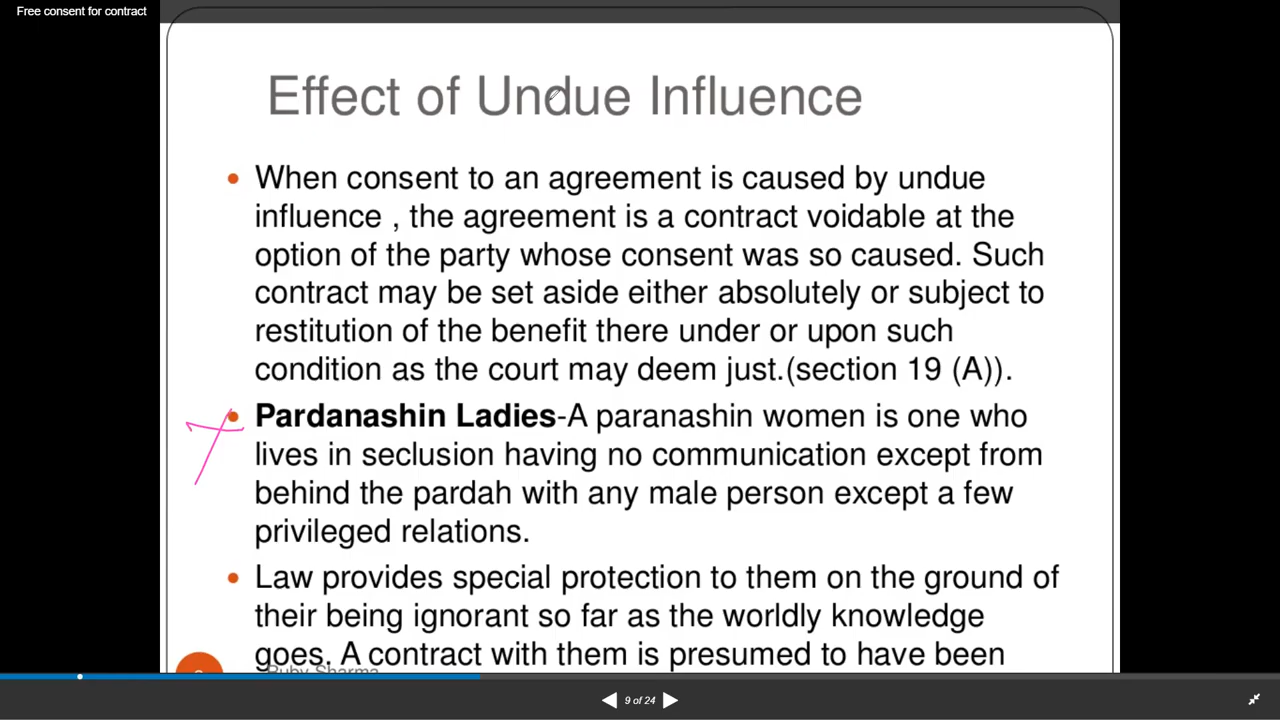 Free consent for contract
Effect of Undue Influence
When consent to an agreement is caused by undue
influence , the agreement is a contract voidable at the
option of the party whose consent was so caused. Such
contract may be set aside either absolutely or subject to
restitution of the benefit there under or upon such
condition as the court may deem just.(section 19 (A)).
Pardanashin Ladies-A paranashin women is one who
lives in seclusion having no communication except from
behind the pardah with any male person except a few
privileged relations.
Law provides special protection to them on the ground of
their being ignorant so far as the worldly knowledge
goes. A contract with them is presumed to have been
Ruby Sharma
9 of 24